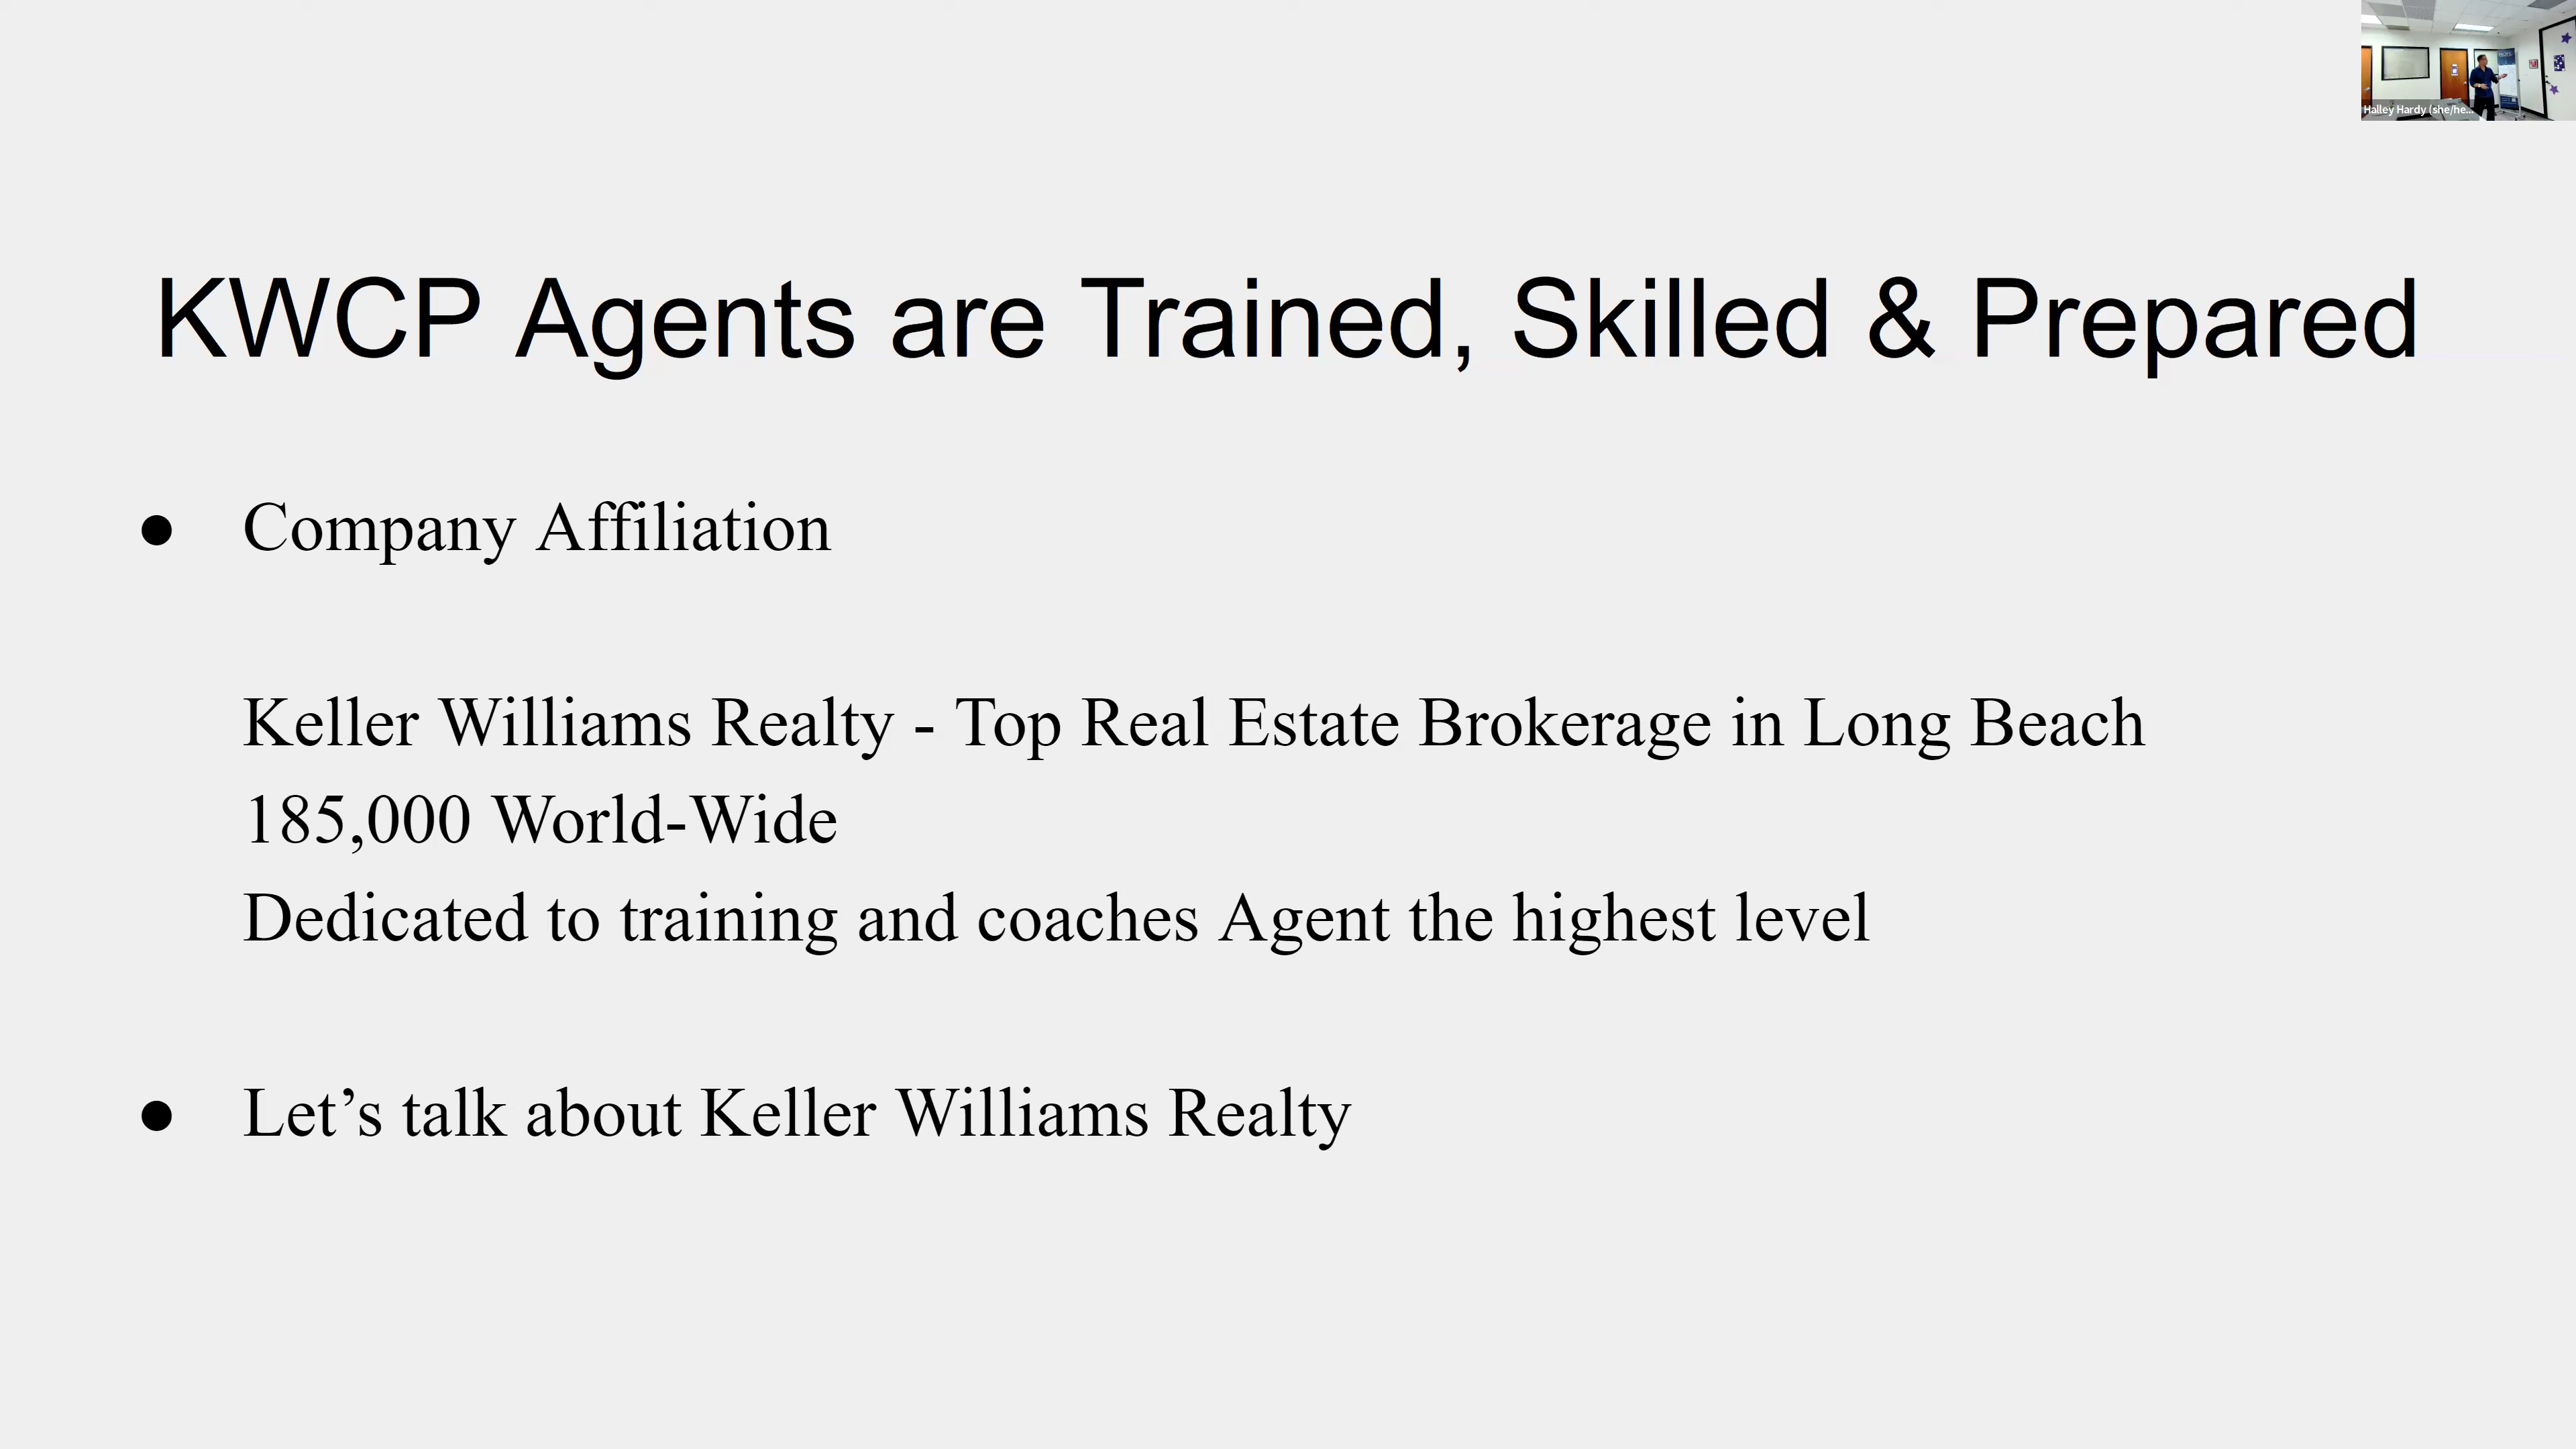 Halley Hardy (she/he...
KWCP Agents are Trained, Skilled & Prepared
● Company Affiliation
Keller Williams Realty - Top Real Estate Brokerage in Long Beach
185,000 World-Wide
Dedicated to training and coaches Agent the highest level
● Let’s talk about Keller Williams Realty